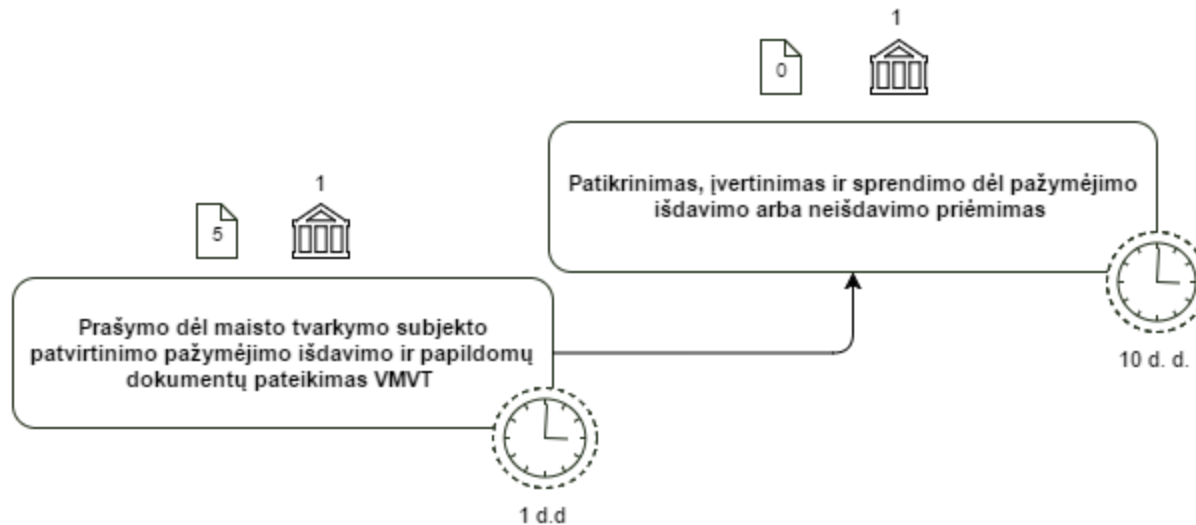 1
0
Patikrinimas, įvertinimas ir sprendimo dėl pažymėjimo
išdavimo arba neišdavimo priėmimas
10 d. d.
1
5
Prašymo dėl maisto tvarkymo subjekto
patvirtinimo pažymėjimo išdavimo ir papildomų
dokumentų pateikimas VMVT
1 d.d